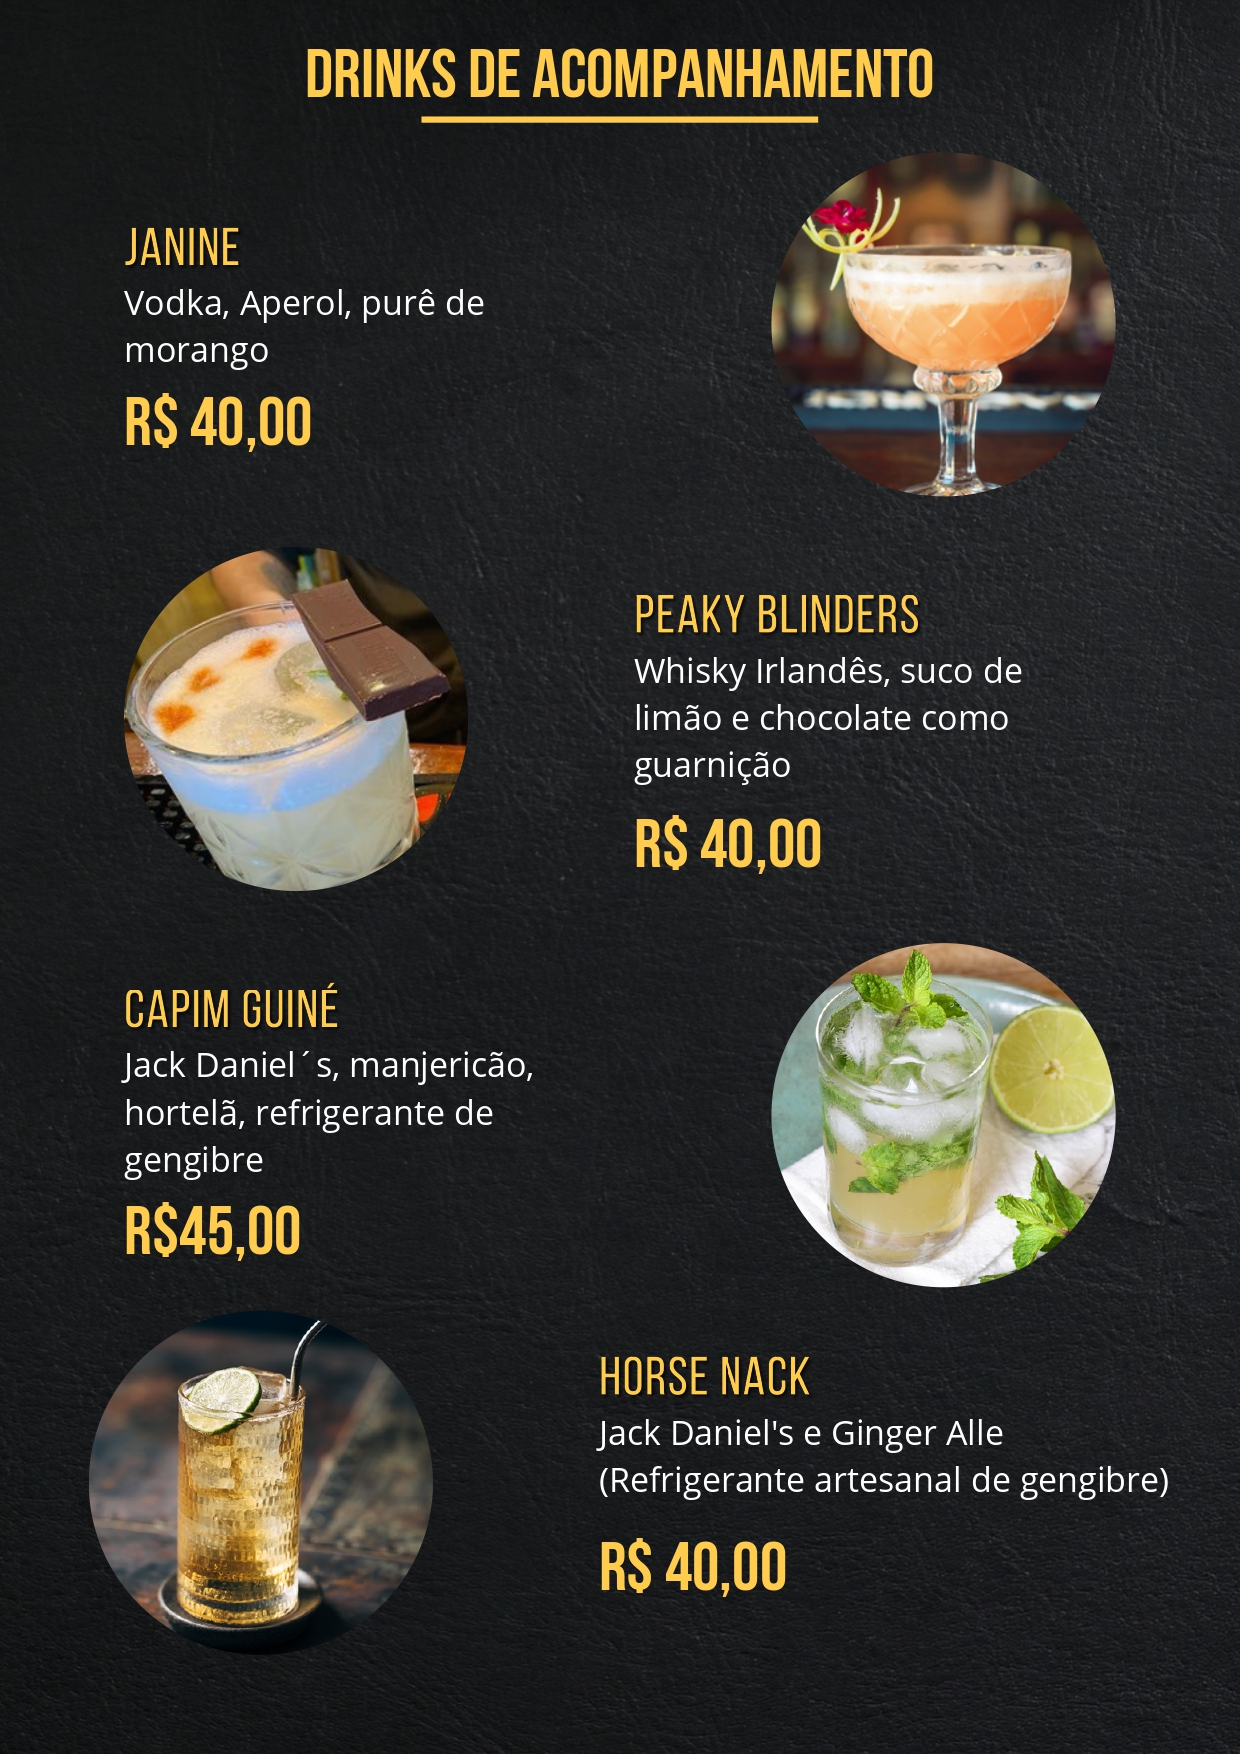 DRINKS DE ACOMPANHAMENTO
JANINE
Vodka, Aperol, purê de
morango
R$ 40,00
PEAKY BLINDERS
Whisky Irlandês, suco de
limão e chocolate como
guarnição
R$ 40,00
CAPIM GUINÉ
Jack Daniel´s, manjericão,
hortelã, refrigerante de
gengibre
R$45,00
HORSE NACK
Jack Daniel's e Ginger Alle
(Refrigerante artesanal de gengibre)
R$ 40,00